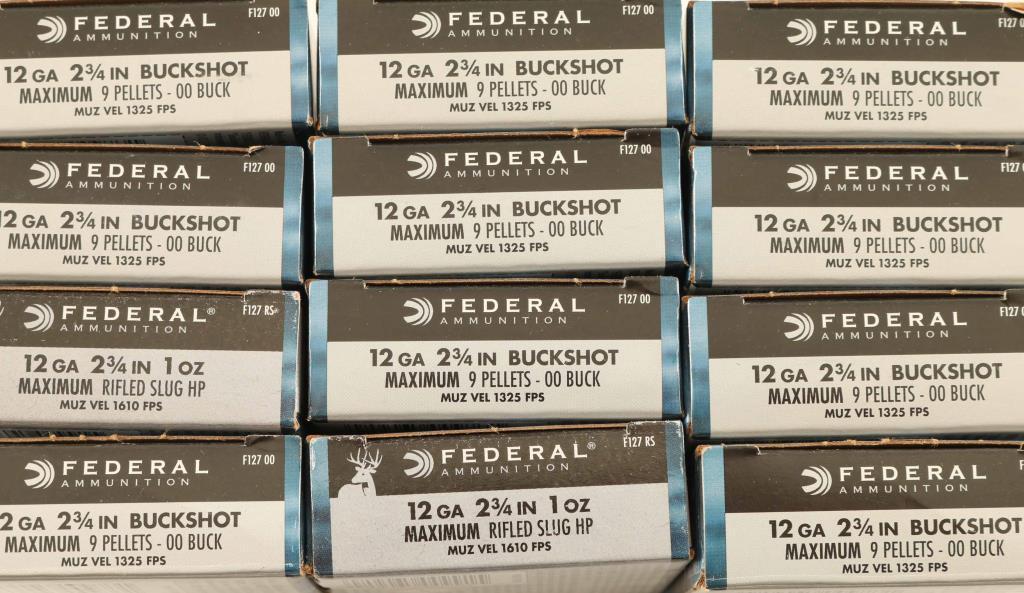 FEDERAL F127 00
AMMUNITION
12 GA 2¾ IN BUCKSHOT
MAXIMUM 9 PELLETS - 00 BUCK
MUZ VEL 1325 FPS
FEDERAL F127 00
AMMUNITION
12 GA 2¾ IN BUCKSHOT
MAXIMUM 9 PELLETS - 00 BUCK
MUZ VEL 1325 FPS
FEDERAL F127 0
AMMUNITION
12 GA 2¾ IN BUCKSHOT
MAXIMUM 9 PELLETS - 00 BUCK
MUZ VEL 1325 FPS
FEDERAL F127 00
AMMUNITION
12 GA 2¾ IN BUCKSHOT
MAXIMUM 9 PELLETS - 00 BUCK
MUZ VEL 1325 FPS
FEDERAL F127 00
AMMUNITION
12 GA 2¾ IN BUCKSHOT
MAXIMUM 9 PELLETS - 00 BUCK
MUZ VEL 1325 FPS
FEDERAL F127
AMMUNITION
12 GA 2¾ IN BUCKSHOT
MAXIMUM 9 PELLETS - 00 BUCK
MUZ VEL 1325 FPS
FEDERAL® F127 RS
AMMUNITION
12 GA 2¾ IN 1 OZ
MAXIMUM RIFLED SLUG HP
MUZ VEL 1610 FPS
FEDERAL F127 00
AMMUNITION
12 GA 2¾ IN BUCKSHOT
MAXIMUM 9 PELLETS - 00 BUCK
MUZ VEL 1325 FPS
FEDERAL F127 0
AMMUNITION
12 GA 2¾ IN BUCKSHOT
MAXIMUM 9 PELLETS - 00 BUCK
MUZ VEL 1325 FPS
FEDERAL F127 00
AMMUNITION
2 GA 2¾ IN BUCKSHOT
MAXIMUM 9 PELLETS - 00 BUCK
MUZ VEL 1325 FPS
FEDERAL® F127 RS
AMMUNITION
12 GA 2¾ IN 1 OZ
MAXIMUM RIFLED SLUG HP
MUZ VEL 1610 FPS
FEDERAL F
AMMUNITION
12 GA 2¾ IN BUCKSHOT
MAXIMUM 9 PELLETS - 00 BUCK
MUZ VEL 1325 FPS